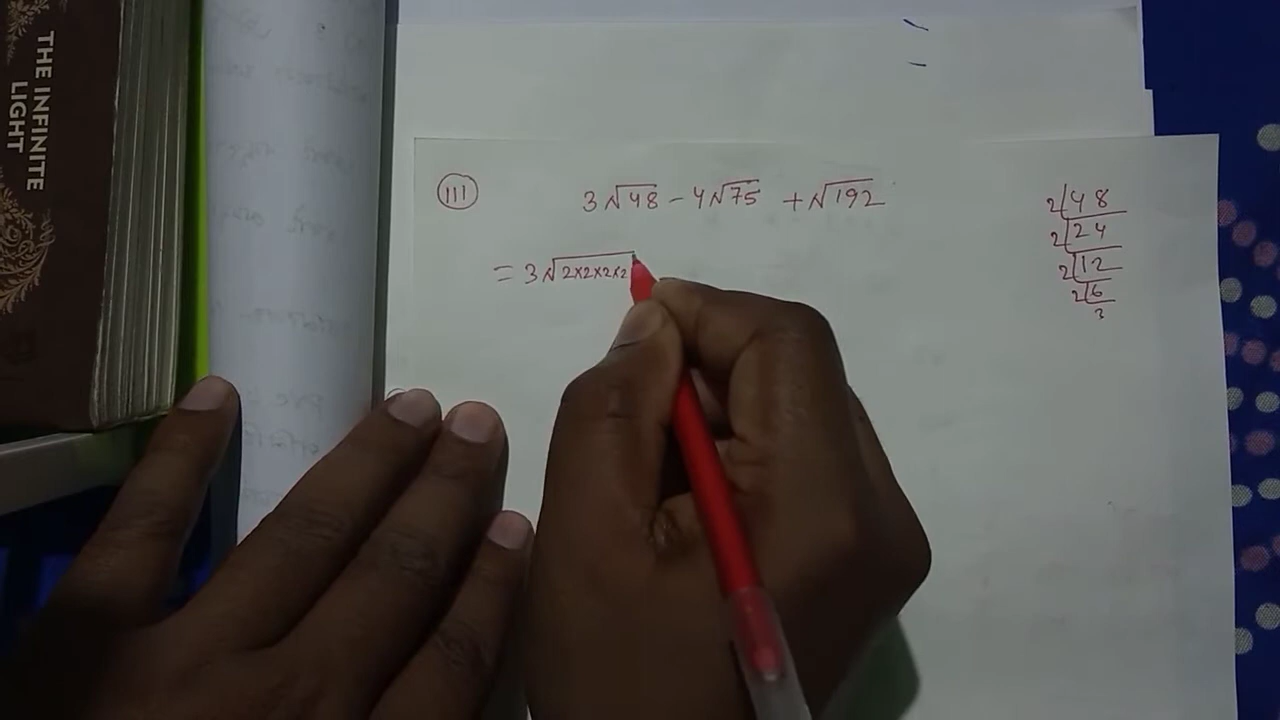 THE INFINITE
LIGHT
III
3√48 - 4√75 + √192
= 3√2×2×2×2
2 48
2 24
2 12
2 6
3